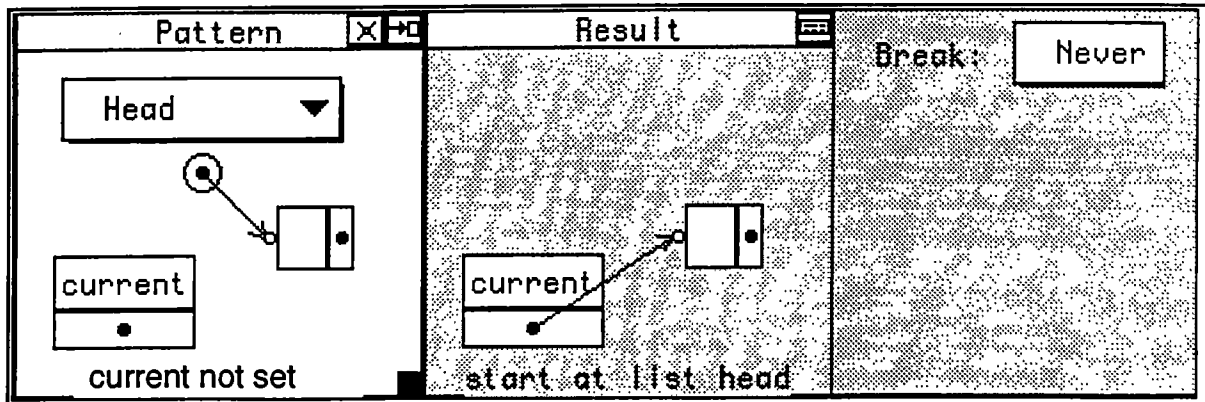 Pattern
Head
current
current not set
Result
current
start at list head
Break: Never